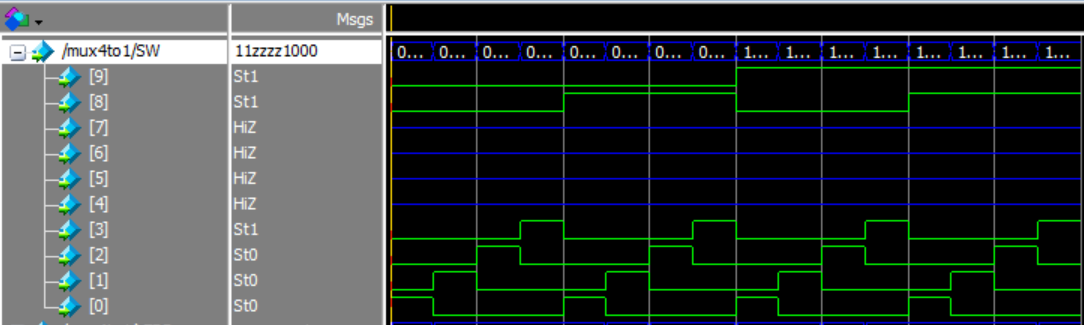 Msgs
/mux4to1/SW 11zzzz1000 0... 0... 0... 0... 0... 0... 0... 0... 1... 1... 1... 1... 1... 1... 1... 1...
[9] St1
[8] St1
[7] HiZ
[6] HiZ
[5] HiZ
[4] HiZ
[3] St1
[2] St0
[1] St0
[0] St0